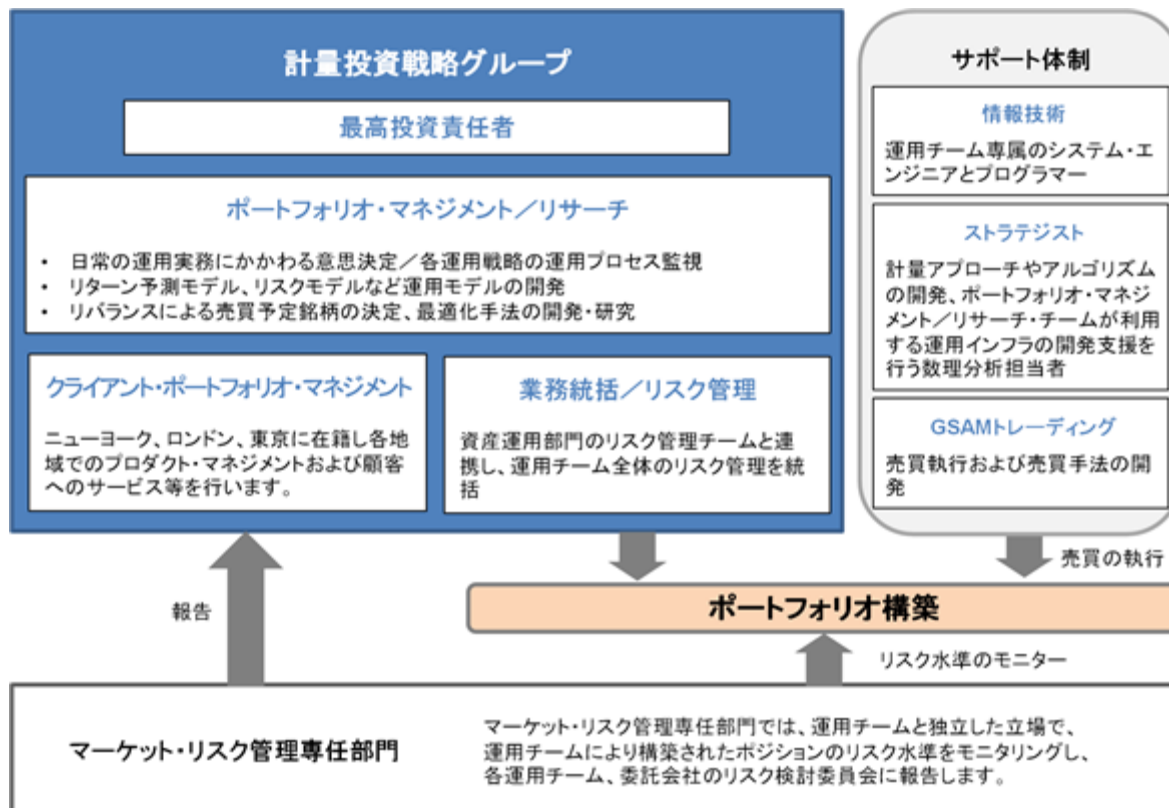 計量投資戦略グループ
最高投資責任者
ポートフォリオ・マネジメント／リサーチ
• 日常の運用実務にかかわる意思決定／各運用戦略の運用プロセス監視
• リターン予測モデル、リスクモデルなど運用モデルの開発
• リバランスによる売買予定銘柄の決定、最適化手法の開発・研究
クライアント・ポートフォリオ・マネジメント
ニューヨーク、ロンドン、東京に在籍し各地
域でのプロダクト・マネジメントおよび顧客
へのサービス等を行います。
業務統括／リスク管理
資産運用部門のリスク管理チームと連
携し、運用チーム全体のリスク管理を統
括
サポート体制
情報技術
運用チーム専属のシステム・エ
ンジニアとプログラマー
ストラテジスト
計量アプローチやアルゴリズム
の開発、ポートフォリオ・マネジ
メント／リサーチ・チームが利用
する運用インフラの開発支援を
行う数理分析担当者
GSAMトレーディング
売買執行および売買手法の開
発
売買の執行
報告
ポートフォリオ構築
リスク水準のモニター
マーケット・リスク管理専任部門
マーケット・リスク管理専任部門では、運用チームと独立した立場で、
運用チームにより構築されたポジションのリスク水準をモニタリングし、
各運用チーム、委託会社のリスク検討委員会に報告します。